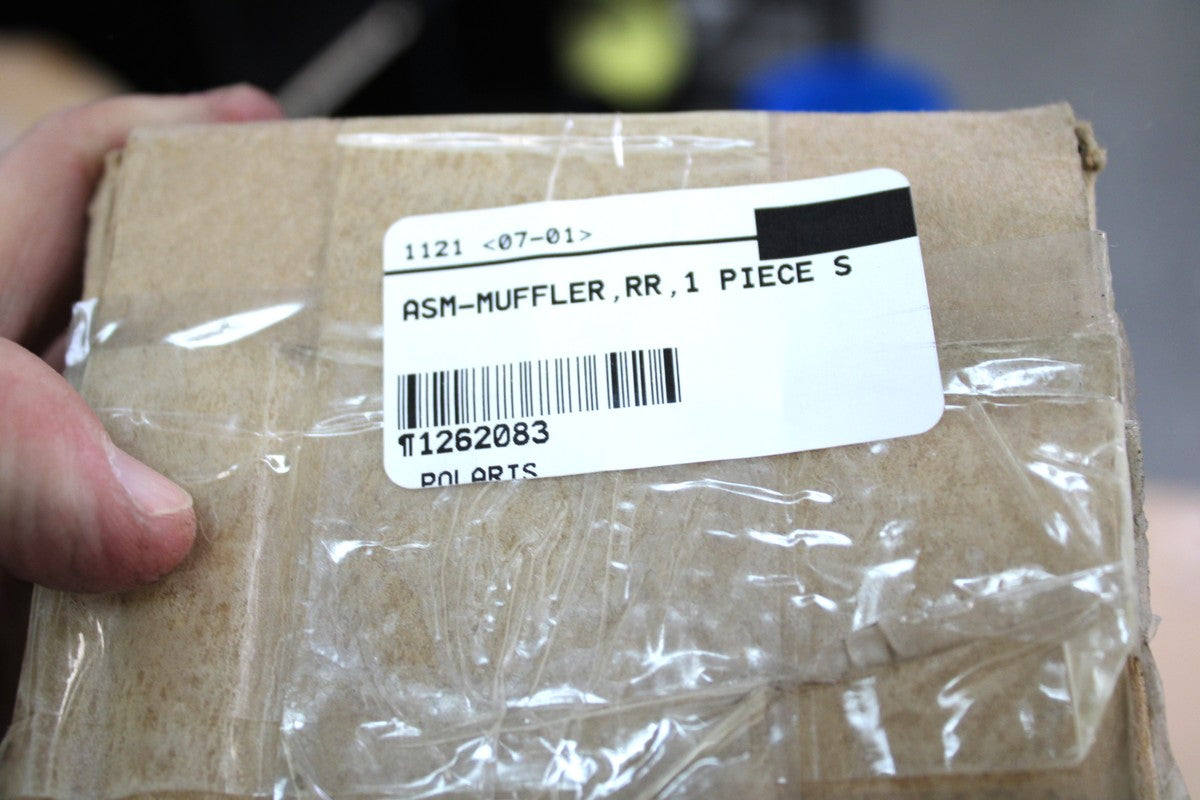 1121 <07-01>
ASM-MUFFLER,RR,1 PIECE S
¶1262083
POLARIS